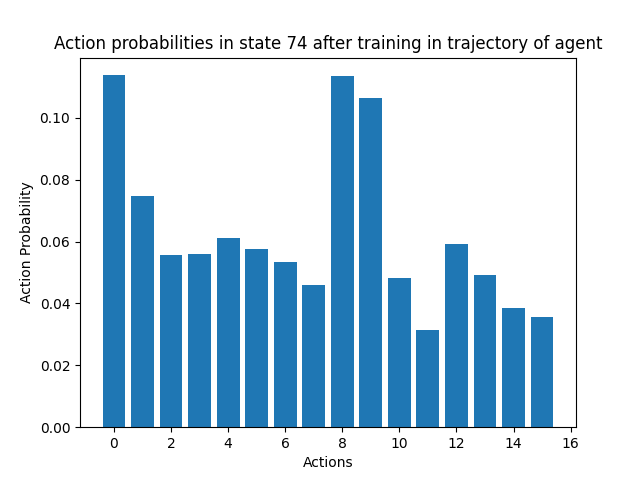 Action probabilities in state 74 after training in trajectory of agent
0.10
0.08
0.06
0.04
0.02
0.00
Action Probability
0 2 4 6 8 10 12 14 16
Actions